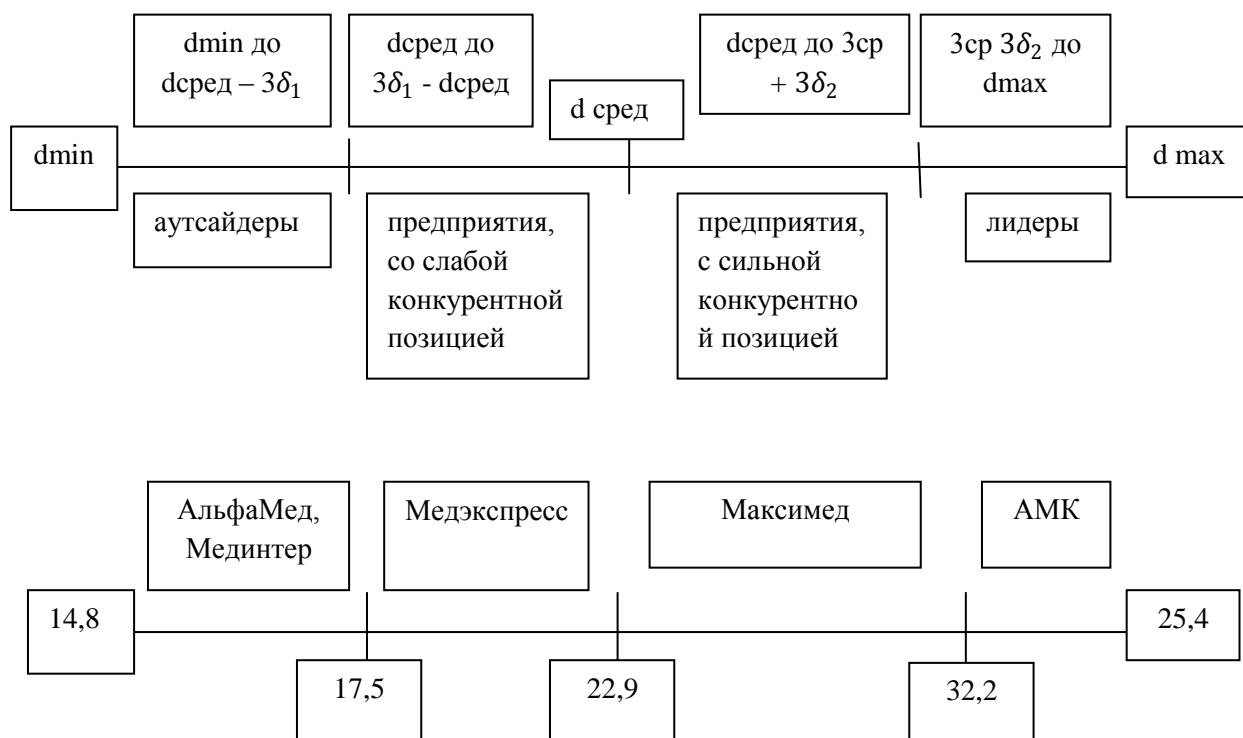 dmin до
dсред – 3δ₁
dсред до
3δ₁ - dсред
dсред до 3ср
+ 3δ₂
3ср 3δ₂ до
dmax
d сред
dmin
d max
аутсайдеры
предприятия,
со слабой
конкурентной
позицией
предприятия,
с сильной
конкурентно
й позицией
лидеры
АльфаМед,
Мединтер
Медэкспресс
Максимед
АМК
14,8
25,4
17,5
22,9
32,2